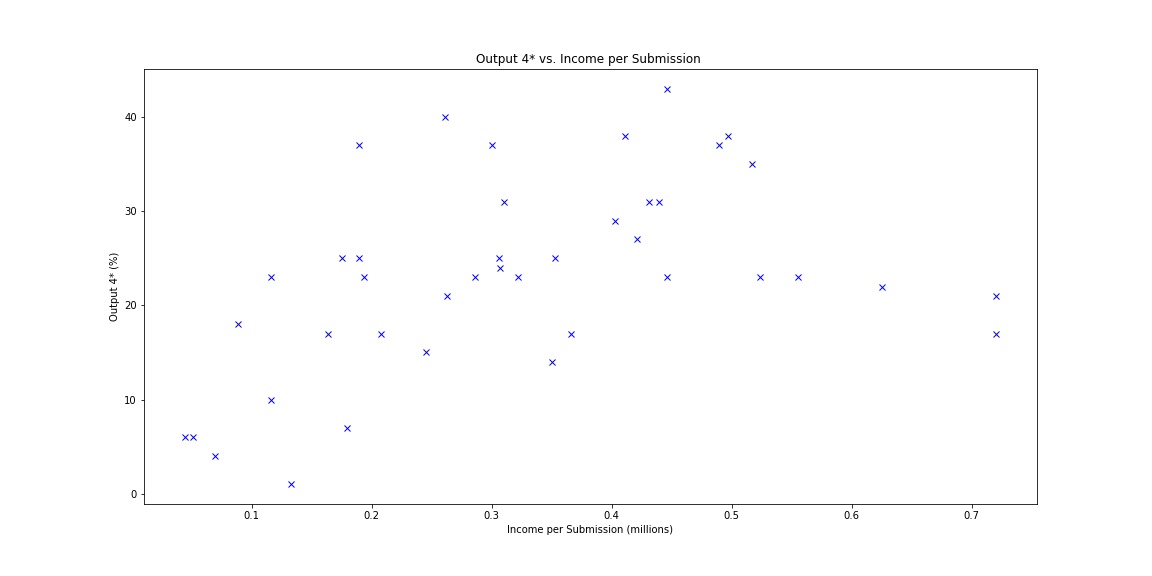 Output 4* vs. Income per Submission
40
30
20
10
0
Output 4* (%)
0.1 0.2 0.3 0.4 0.5 0.6 0.7
Income per Submission (millions)